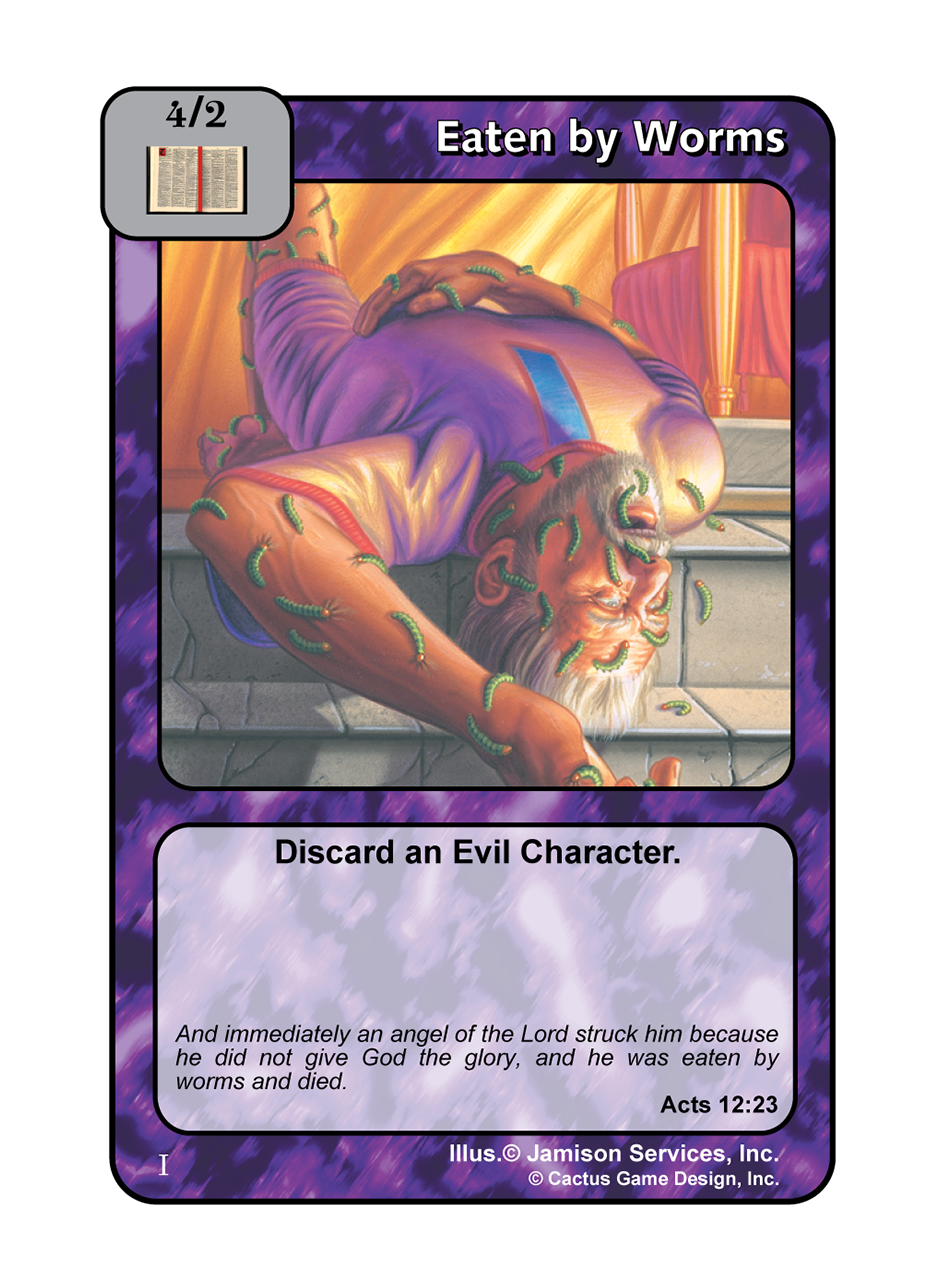 4/2
Eaten by Worms
Discard an Evil Character.
And immediately an angel of the Lord struck him because
he did not give God the glory, and he was eaten by
worms and died.
Acts 12:23
I
Illus.© Jamison Services, Inc.
© Cactus Game Design, Inc.